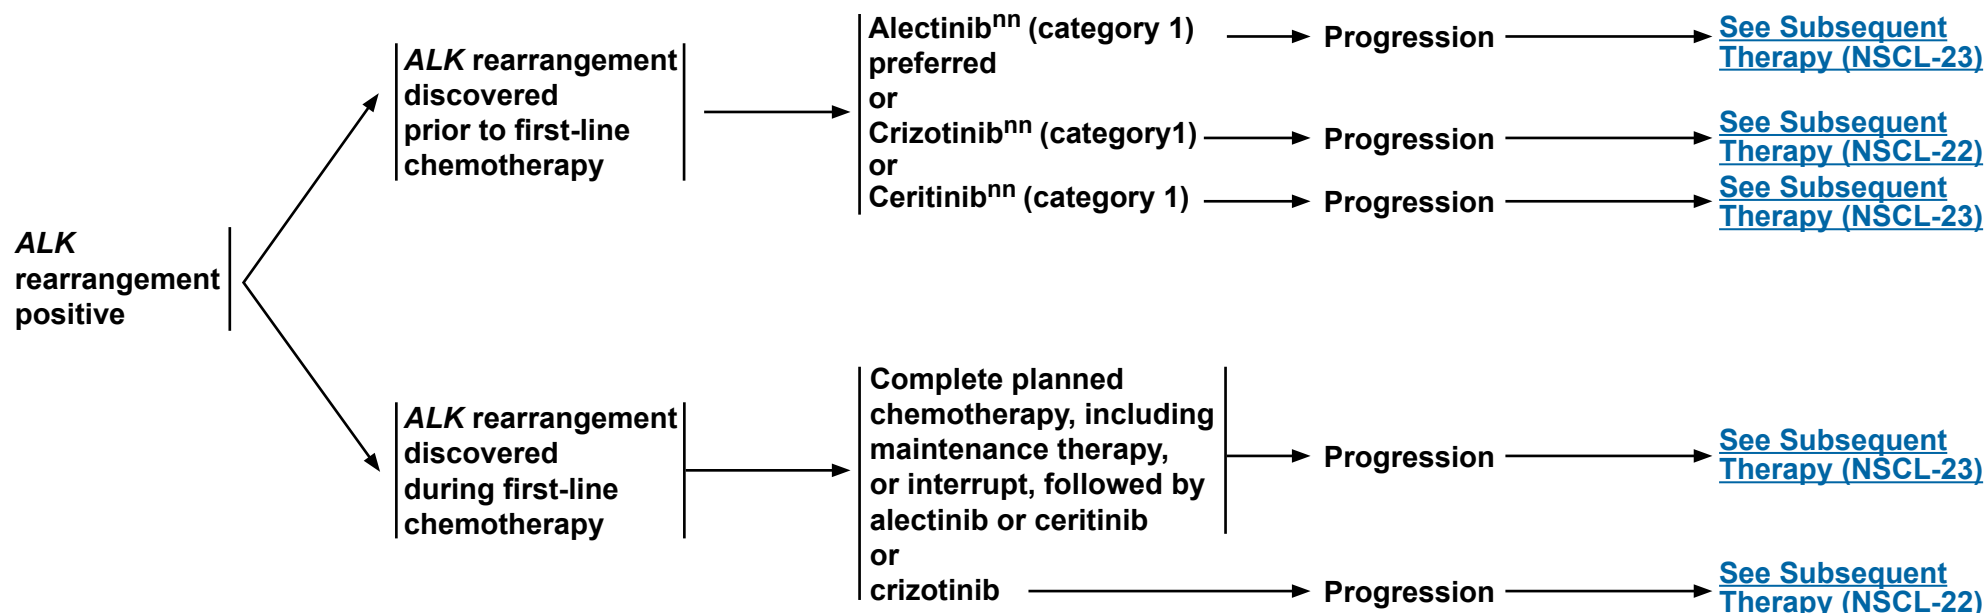 ALK
rearrangement
positive
ALK rearrangement
discovered
prior to first-line
chemotherapy
Alectinibⁿⁿ (category 1)
preferred
or
Crizotinibⁿⁿ (category1)
or
Ceritinibⁿⁿ (category 1)
Progression
See Subsequent
Therapy (NSCL-23)
Progression
See Subsequent
Therapy (NSCL-22)
Progression
See Subsequent
Therapy (NSCL-23)
ALK rearrangement
discovered
during first-line
chemotherapy
Complete planned
chemotherapy, including
maintenance therapy,
or interrupt, followed by
alectinib or ceritinib
or
crizotinib
Progression
See Subsequent
Therapy (NSCL-23)
Progression
See Subsequent
Therapy (NSCL-22)